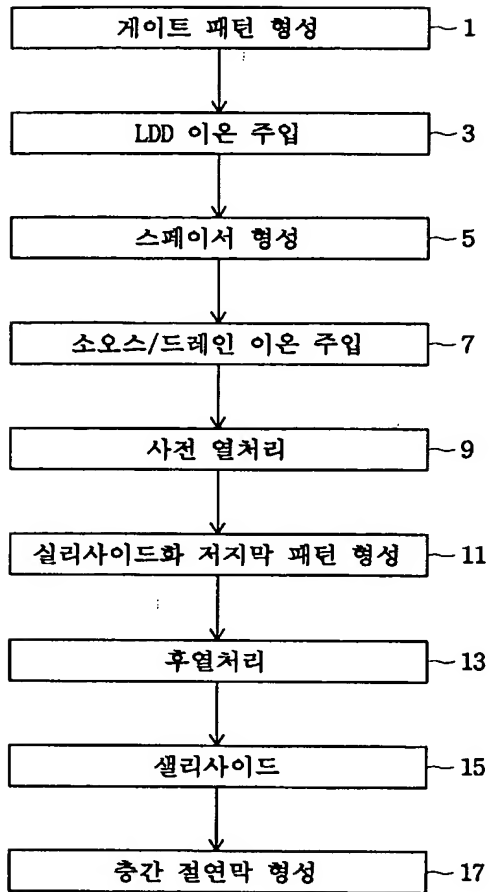 게이트 패턴 형성 1
LDD 이온 주입 3
스페이서 형성 5
소오스/드레인 이온 주입 7
사전 열처리 9
실리사이드화 저지막 패턴 형성 11
후열처리 13
샐리사이드 15
층간 절연막 형성 17